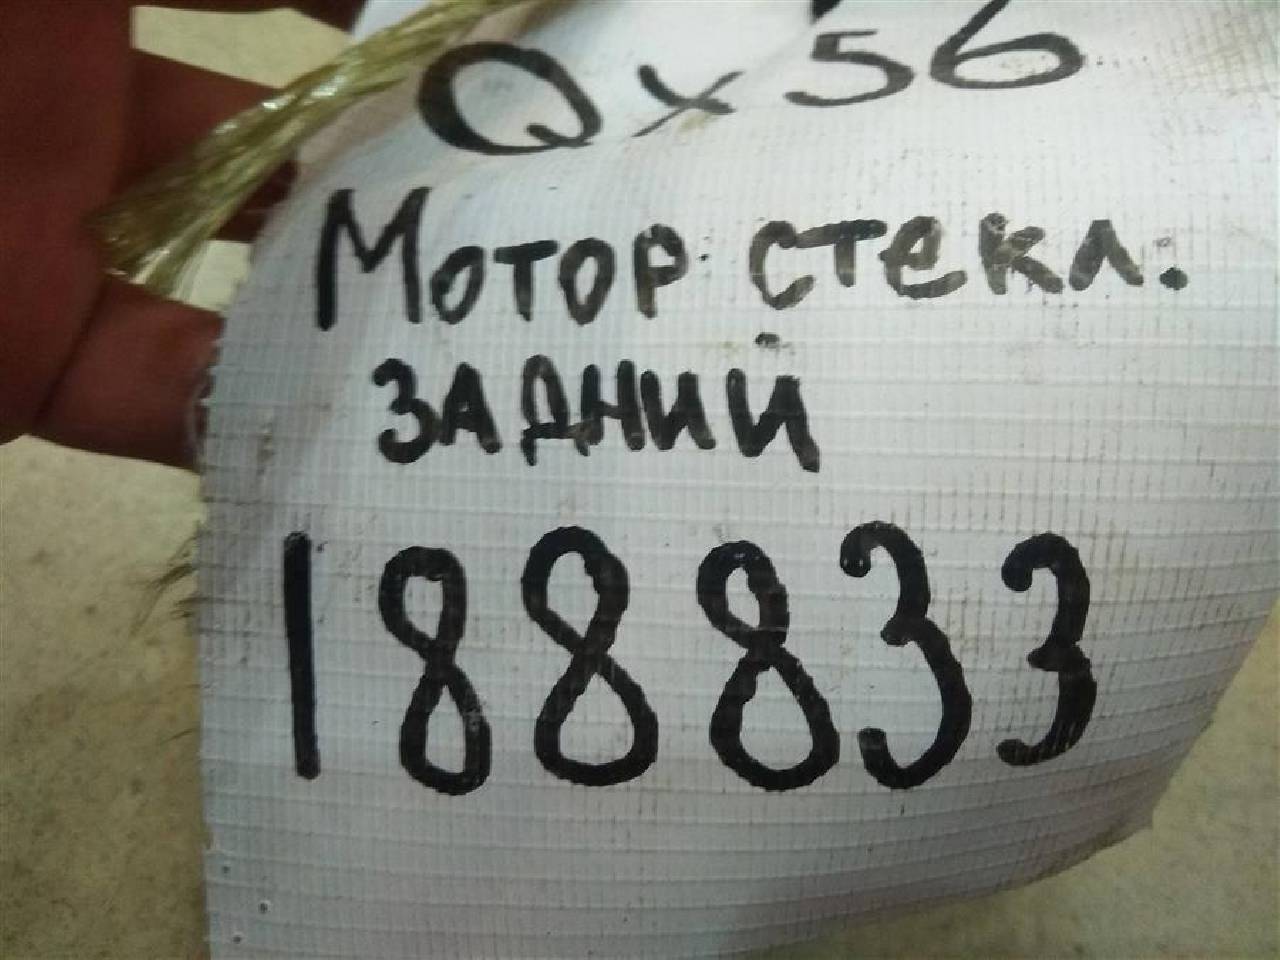 Qx56
Мотор стекл.
задний
188833